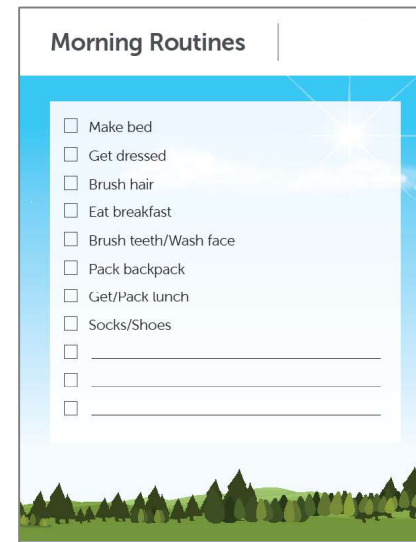 Morning Routines
Make bed
Get dressed
Brush hair
Eat breakfast
Brush teeth/Wash face
Pack backpack
Get/Pack lunch
Socks/Shoes